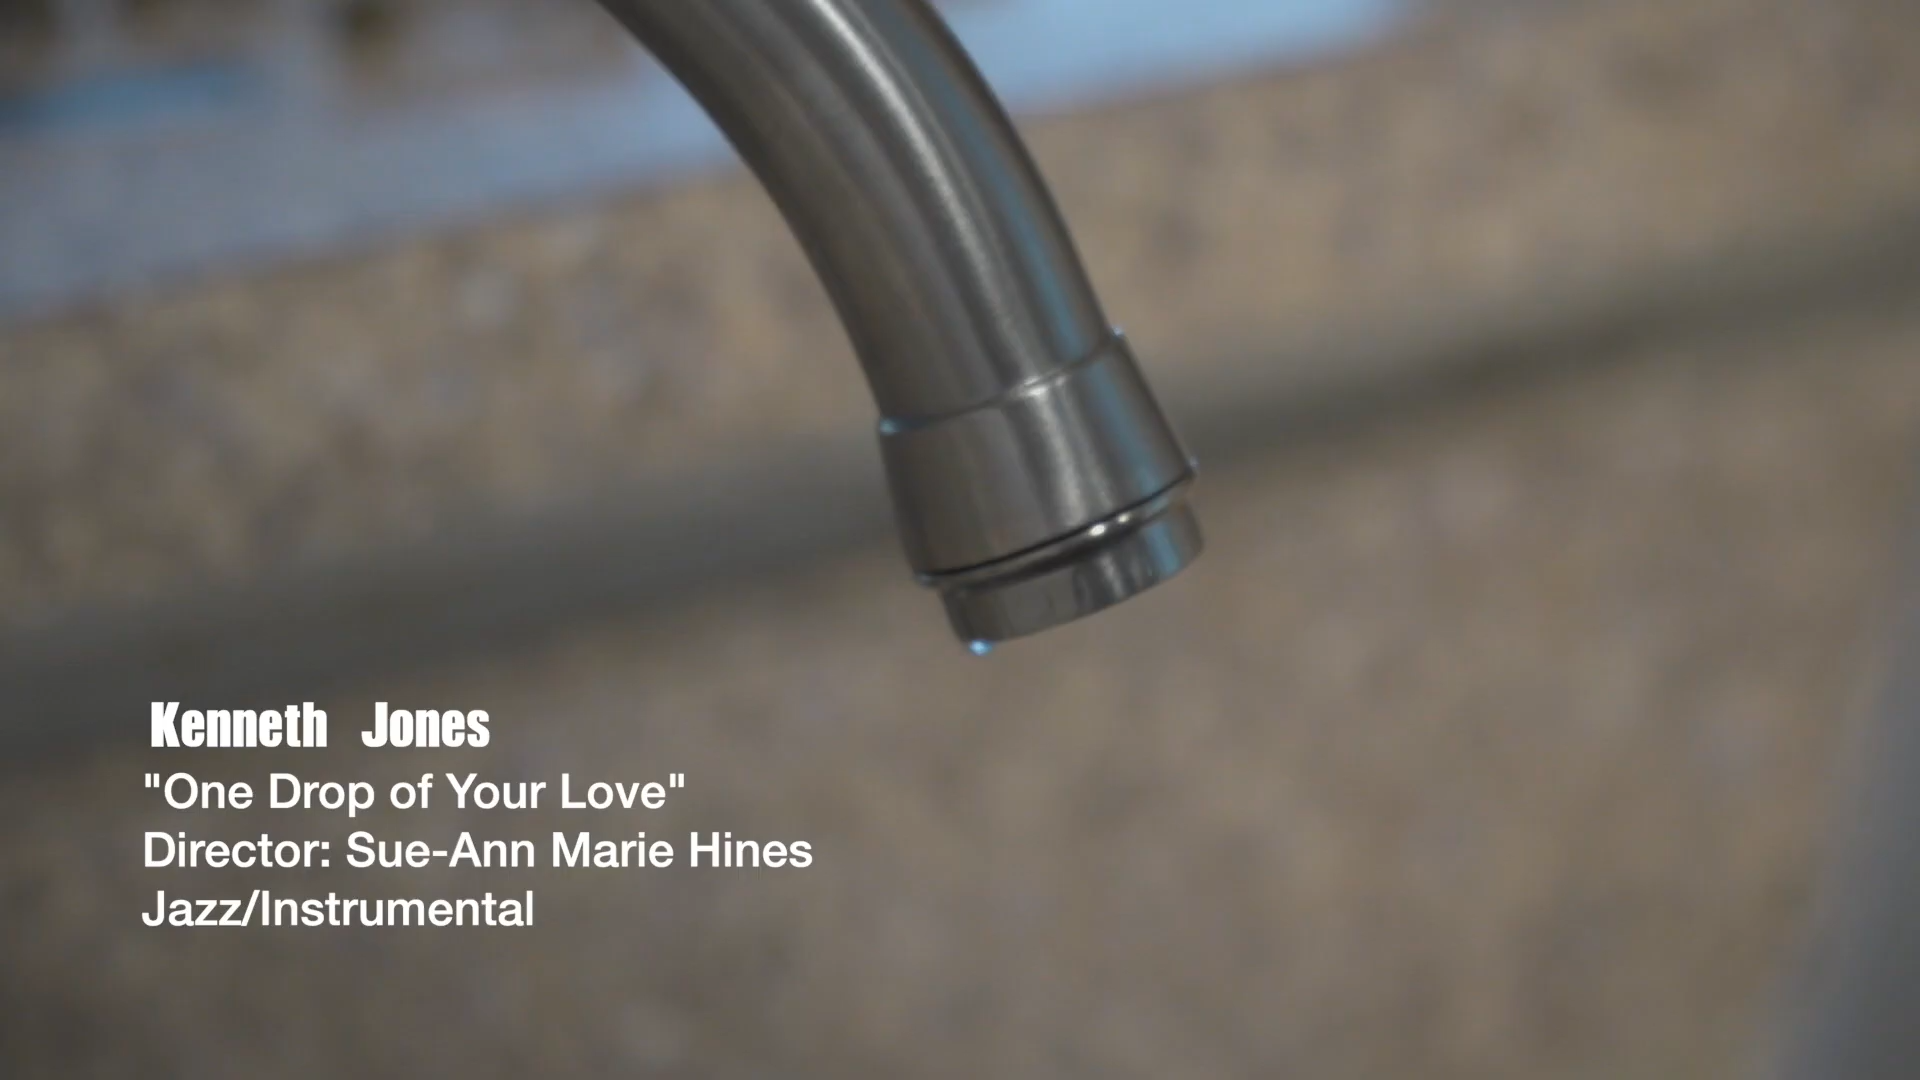 Kenneth Jones
"One Drop of Your Love"
Director: Sue-Ann Marie Hines
Jazz/Instrumental